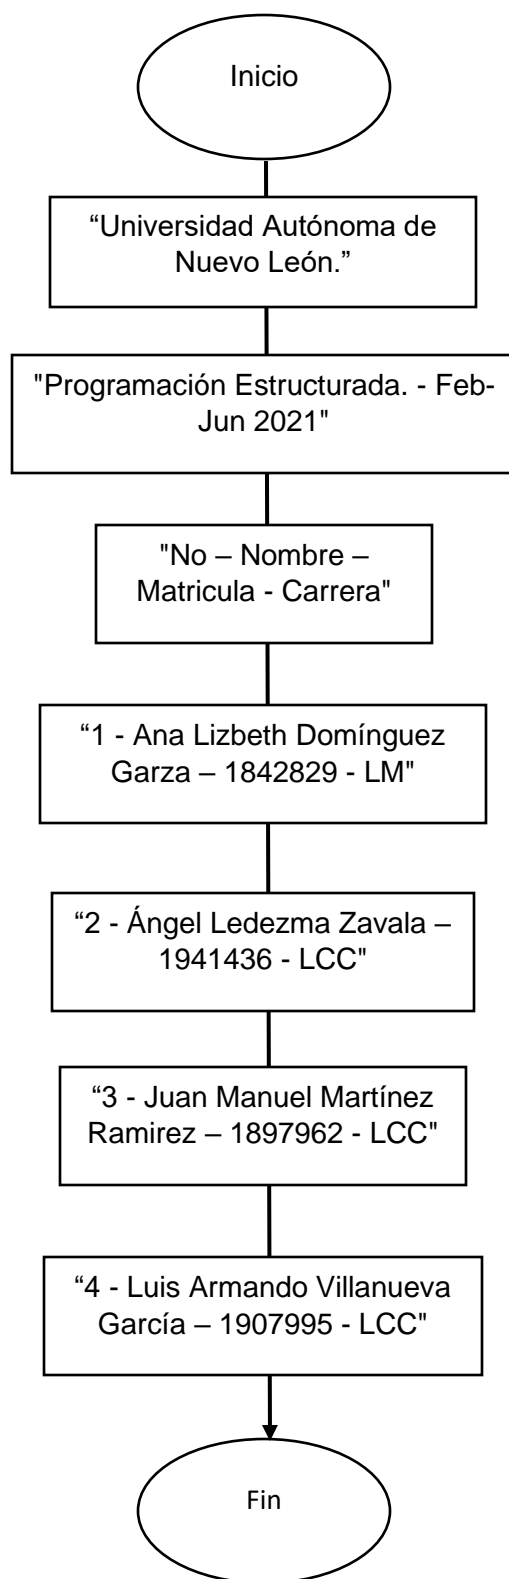 Inicio
“Universidad Autónoma de
Nuevo León.”
"Programación Estructurada. - Feb-
Jun 2021"
"No – Nombre –
Matricula - Carrera"
“1 - Ana Lizbeth Domínguez
Garza – 1842829 - LM"
“2 - Ángel Ledezma Zavala –
1941436 - LCC"
“3 - Juan Manuel Martínez
Ramirez – 1897962 - LCC"
“4 - Luis Armando Villanueva
García – 1907995 - LCC"
Fin